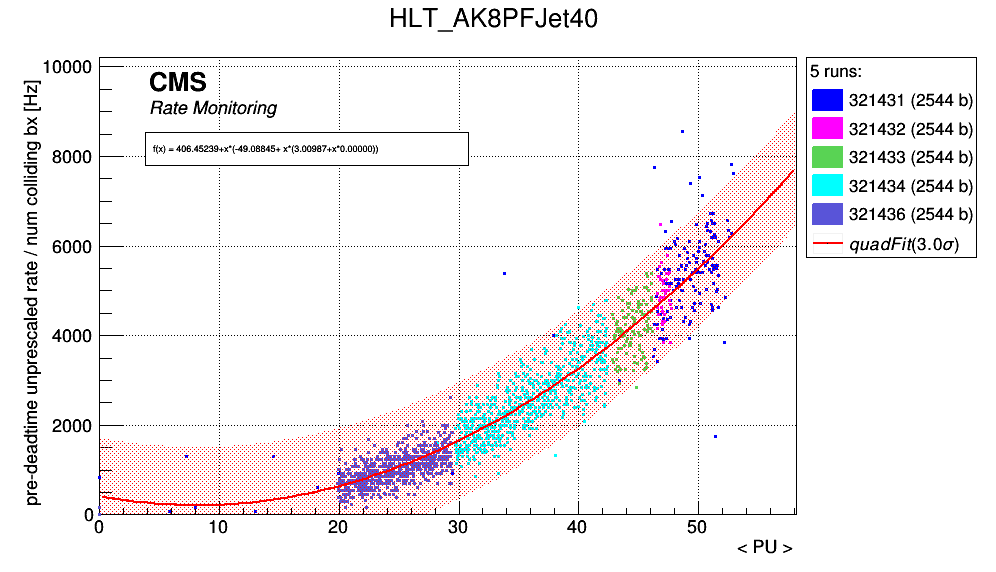 HLT_AK8PFJet40
pre-deadtime unprescaled rate / num colliding bx [Hz]
10000
8000
6000
4000
2000
0
CMS
Rate Monitoring
f(x) = 406.45239+x*(-49.08845+ x*(3.00987+x*0.00000))
0 10 20 30 40 50
< PU >
5 runs:
321431 (2544 b)
321432 (2544 b)
321433 (2544 b)
321434 (2544 b)
321436 (2544 b)
quadFit(3.0σ)